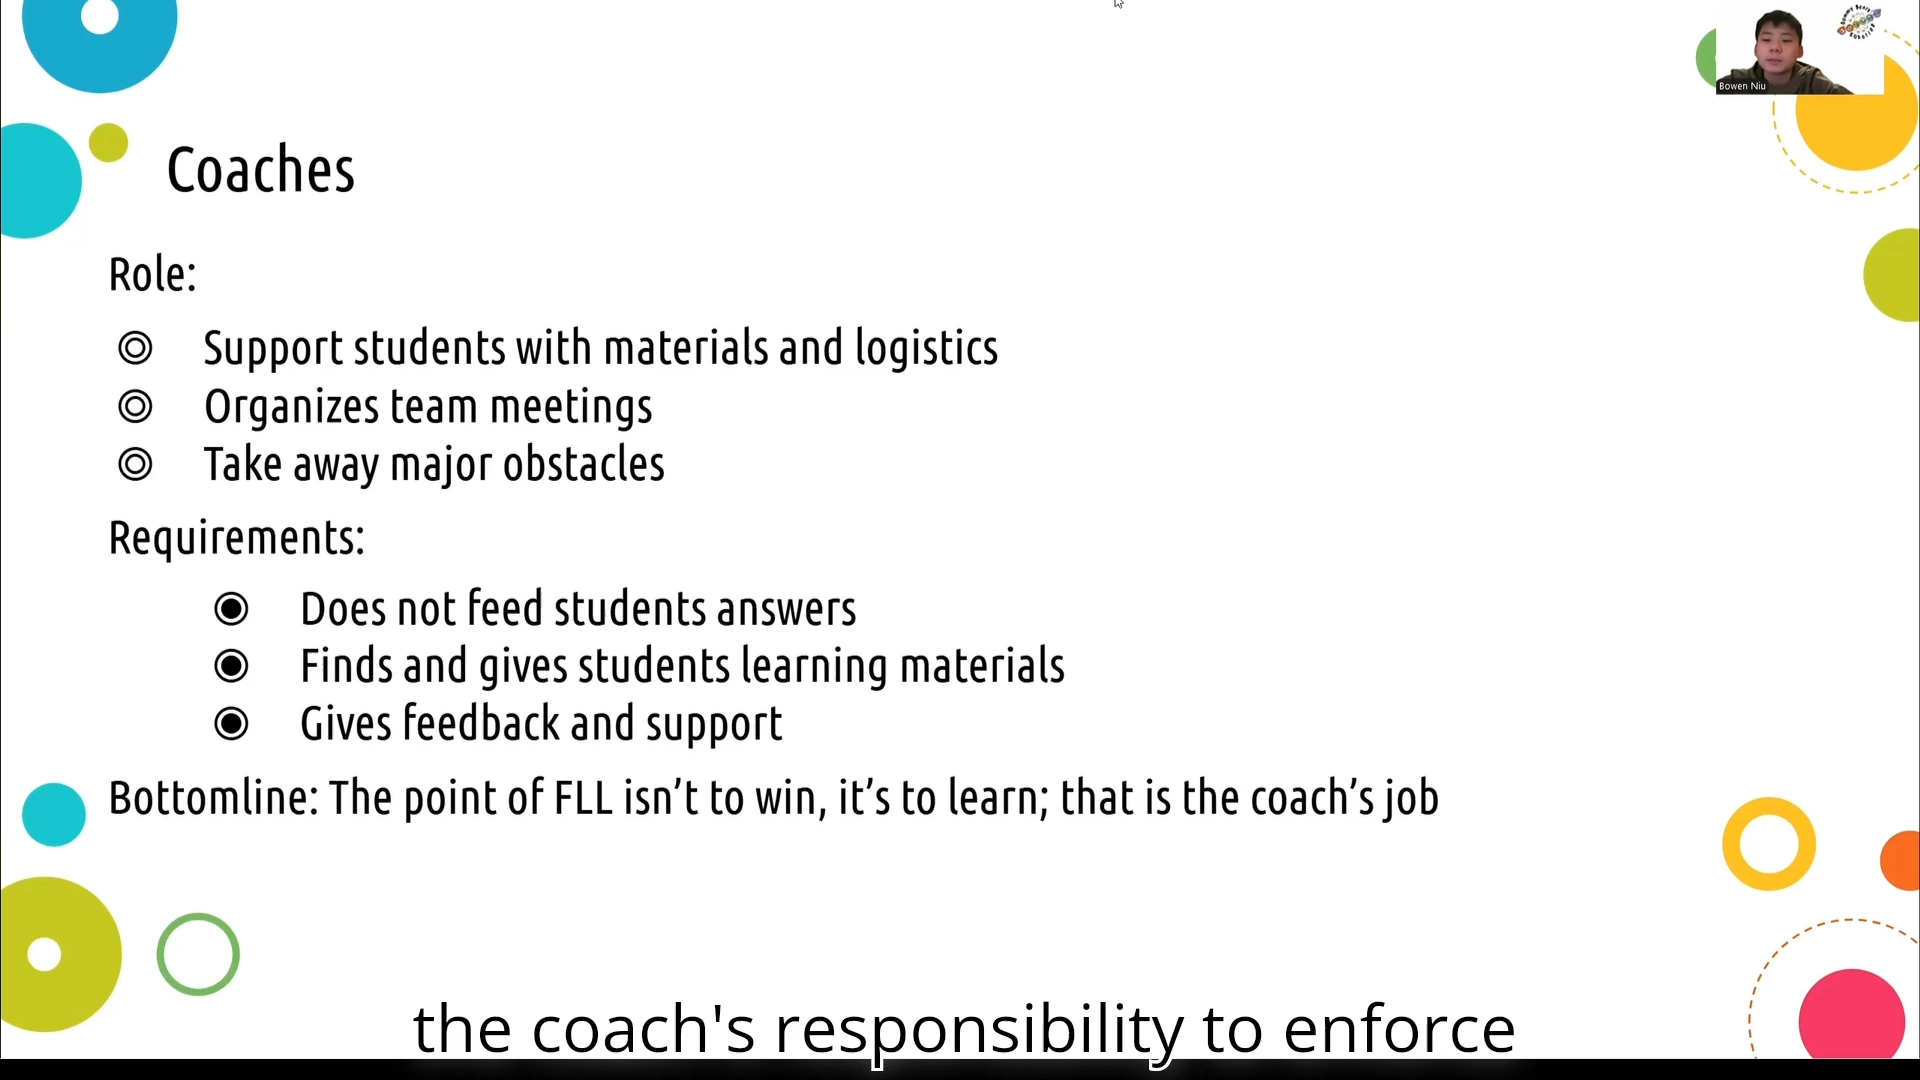 Bowen Niu
Coaches
Role:
Support students with materials and logistics
Organizes team meetings
Take away major obstacles
Requirements:
Does not feed students answers
Finds and gives students learning materials
Gives feedback and support
Bottomline: The point of FLL isn’t to win, it’s to learn; that is the coach’s job
the coach's responsibility to enforce